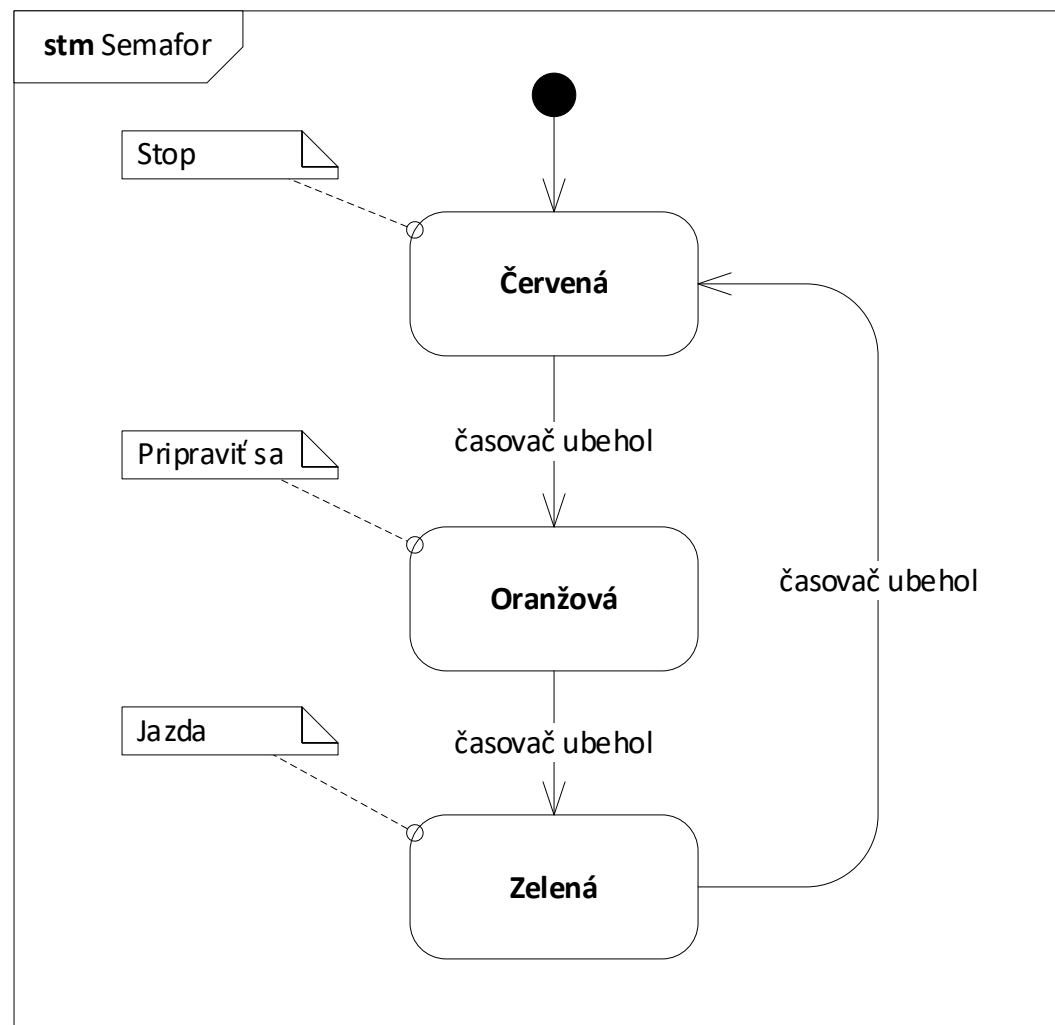 stm Semafor
Stop
Červená
časovač ubehol
Pripraviť sa
Oranžová
časovač ubehol
Jazda
časovač ubehol
Zelená